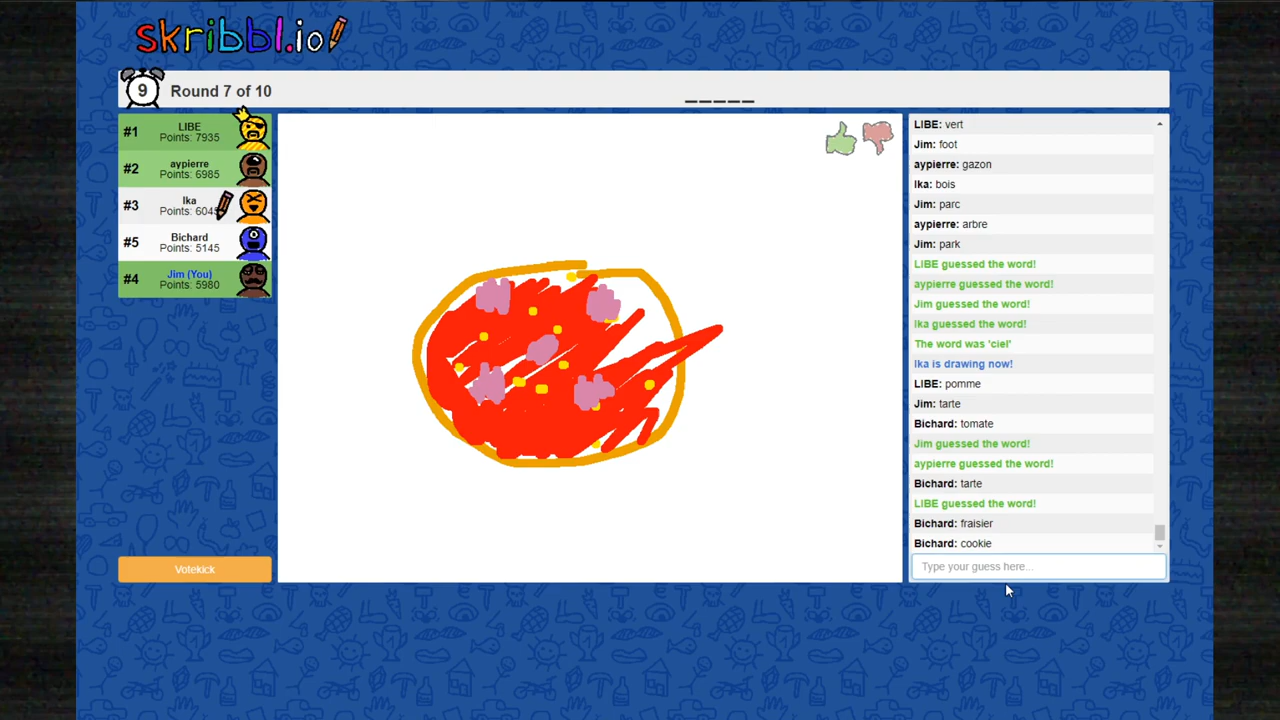 skribbl.io
9
Round 7 of 10
_____
#1
LIBE
Points: 7935
#2
aypierre
Points: 6985
#3
Ika
Points: 6045
#5
Bichard
Points: 5145
#4
Jim (You)
Points: 5980
Votekick
LIBE: vert
Jim: foot
aypierre: gazon
Ika: bois
Jim: parc
aypierre: arbre
Jim: park
LIBE guessed the word!
aypierre guessed the word!
Jim guessed the word!
Ika guessed the word!
The word was 'ciel'
Ika is drawing now!
LIBE: pomme
Jim: tarte
Bichard: tomate
Jim guessed the word!
aypierre guessed the word!
Bichard: tarte
LIBE guessed the word!
Bichard: fraisier
Bichard: cookie
Type your guess here...